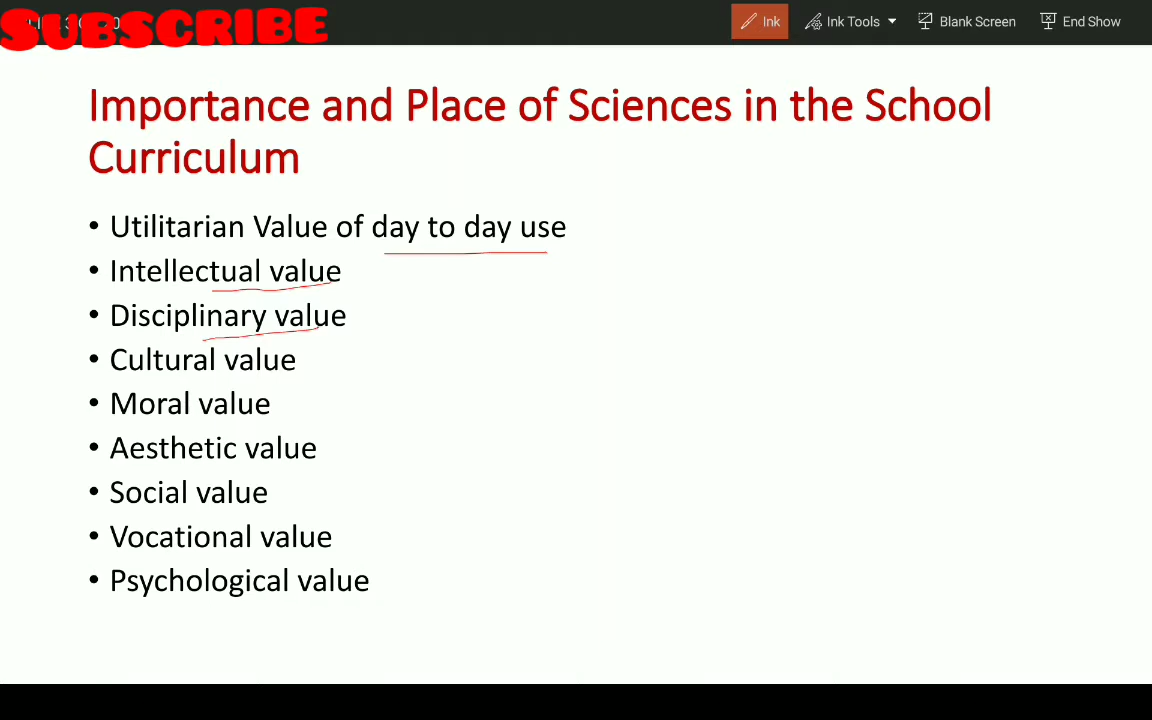 SUBSCRIBE
Ink
Ink Tools
Blank Screen
End Show
Importance and Place of Sciences in the School
Curriculum
• Utilitarian Value of day to day use
• Intellectual value
• Disciplinary value
• Cultural value
• Moral value
• Aesthetic value
• Social value
• Vocational value
• Psychological value